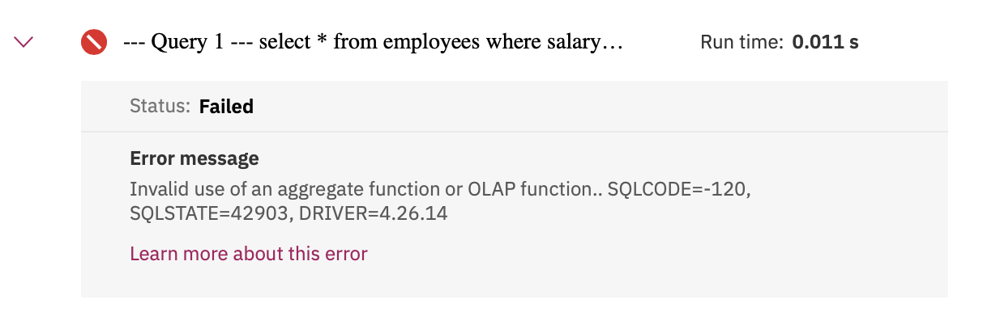 --- Query 1 --- select * from employees where salary…
Run time: 0.011 s
Status: Failed
Error message
Invalid use of an aggregate function or OLAP function.. SQLCODE=-120,
SQLSTATE=42903, DRIVER=4.26.14
Learn more about this error